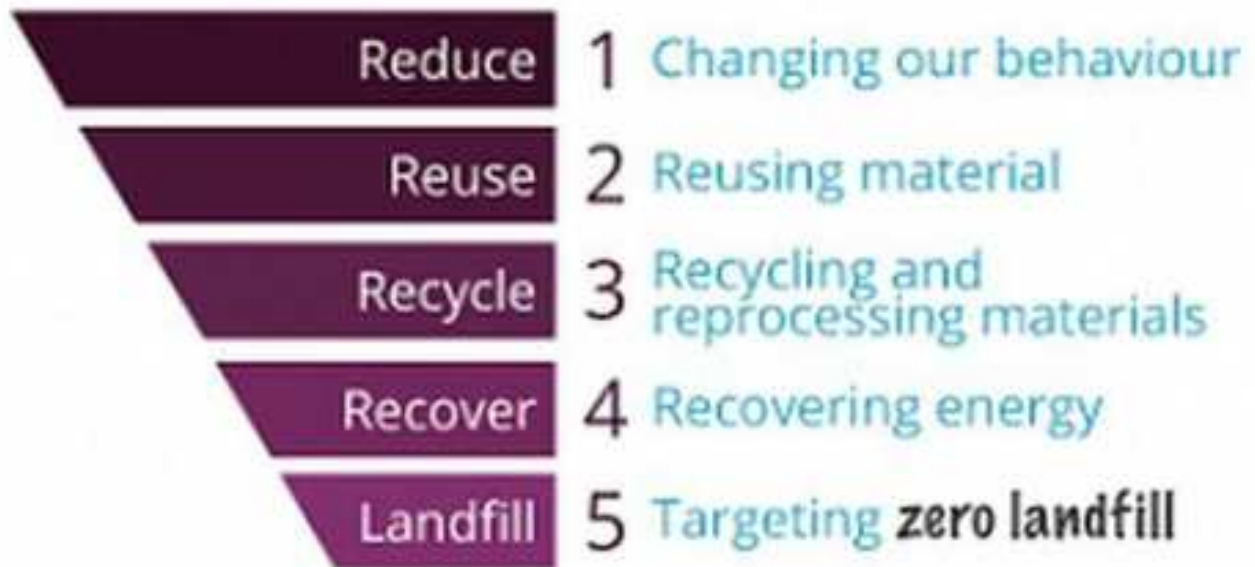 Reduce 1 Changing our behaviour
Reuse 2 Reusing material
Recycle 3 Recycling and
reprocessing materials
Recover 4 Recovering energy
Landfill 5 Targeting zero landfill